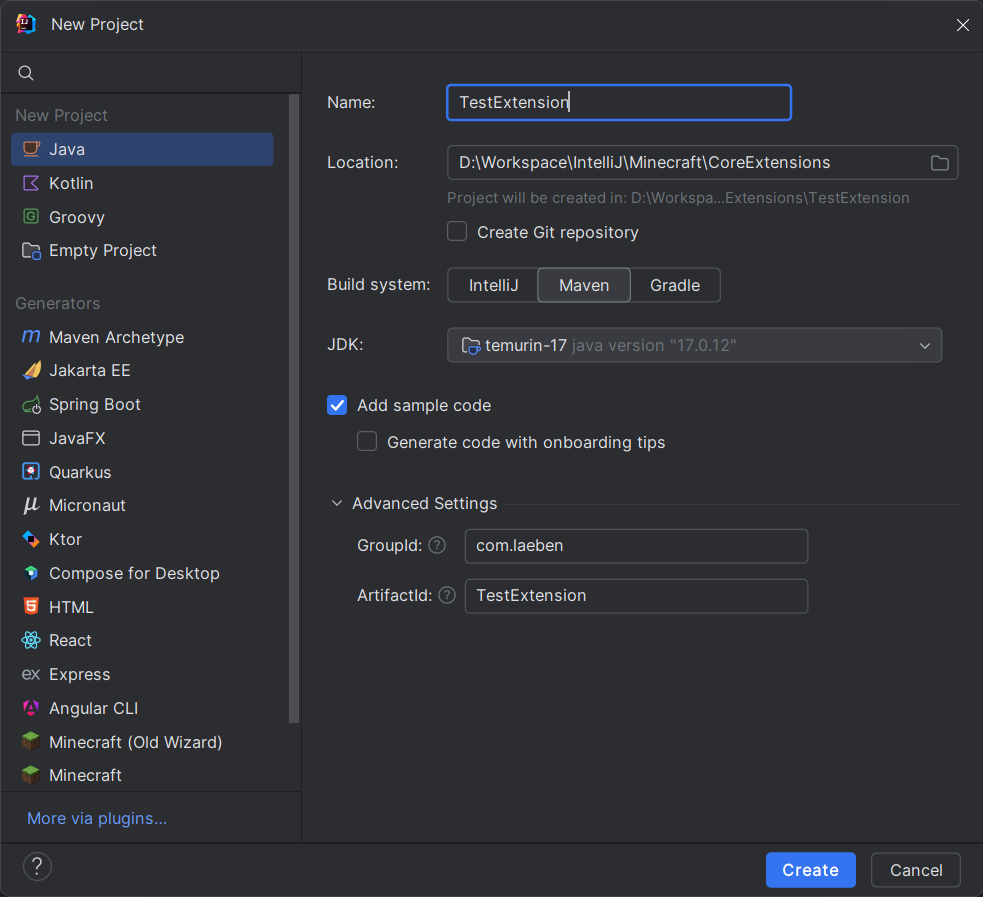 New Project
New Project
Java
Kotlin
Groovy
Empty Project
Generators
Maven Archetype
Jakarta EE
Spring Boot
JavaFX
Quarkus
Micronaut
Ktor
Compose for Desktop
HTML
React
Express
Angular CLI
Minecraft (Old Wizard)
Minecraft
More via plugins...
Name: TestExtension
Location: D:\Workspace\IntelliJ\Minecraft\CoreExtensions
Project will be created in: D:\Workspa...Extensions\TestExtension
Create Git repository
Build system: IntelliJ Maven Gradle
JDK: temurin-17 java version "17.0.12"
Add sample code
Generate code with onboarding tips
Advanced Settings
GroupId: ? com.laeben
ArtifactId: ? TestExtension
? Create Cancel